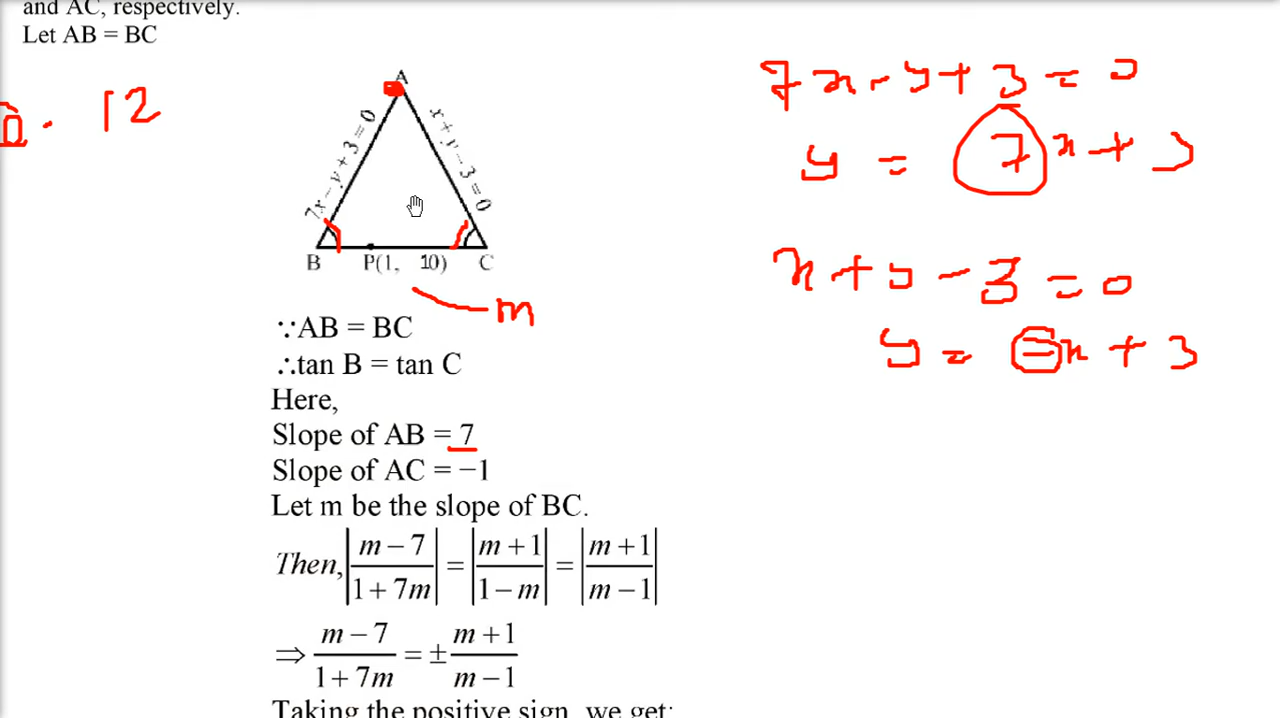 and AC, respectively.
Let AB = BC
12
A
7x − y + 3 = 0
x + y − 3 = 0
B P(1, 10) C
m
∵AB = BC
∴tan B = tan C
Here,
Slope of AB = 7
Slope of AC = −1
Let m be the slope of BC.
Then, |m − 7 / 1 + 7m| = |m + 1 / 1 − m| = |m + 1 / m − 1|
⇒ m − 7 / 1 + 7m = ± m + 1 / m − 1
Taking the positive sign, we get:
7x - y + 3 = 0
y = 7x + 3
x + y - 3 = 0
y = -x + 3